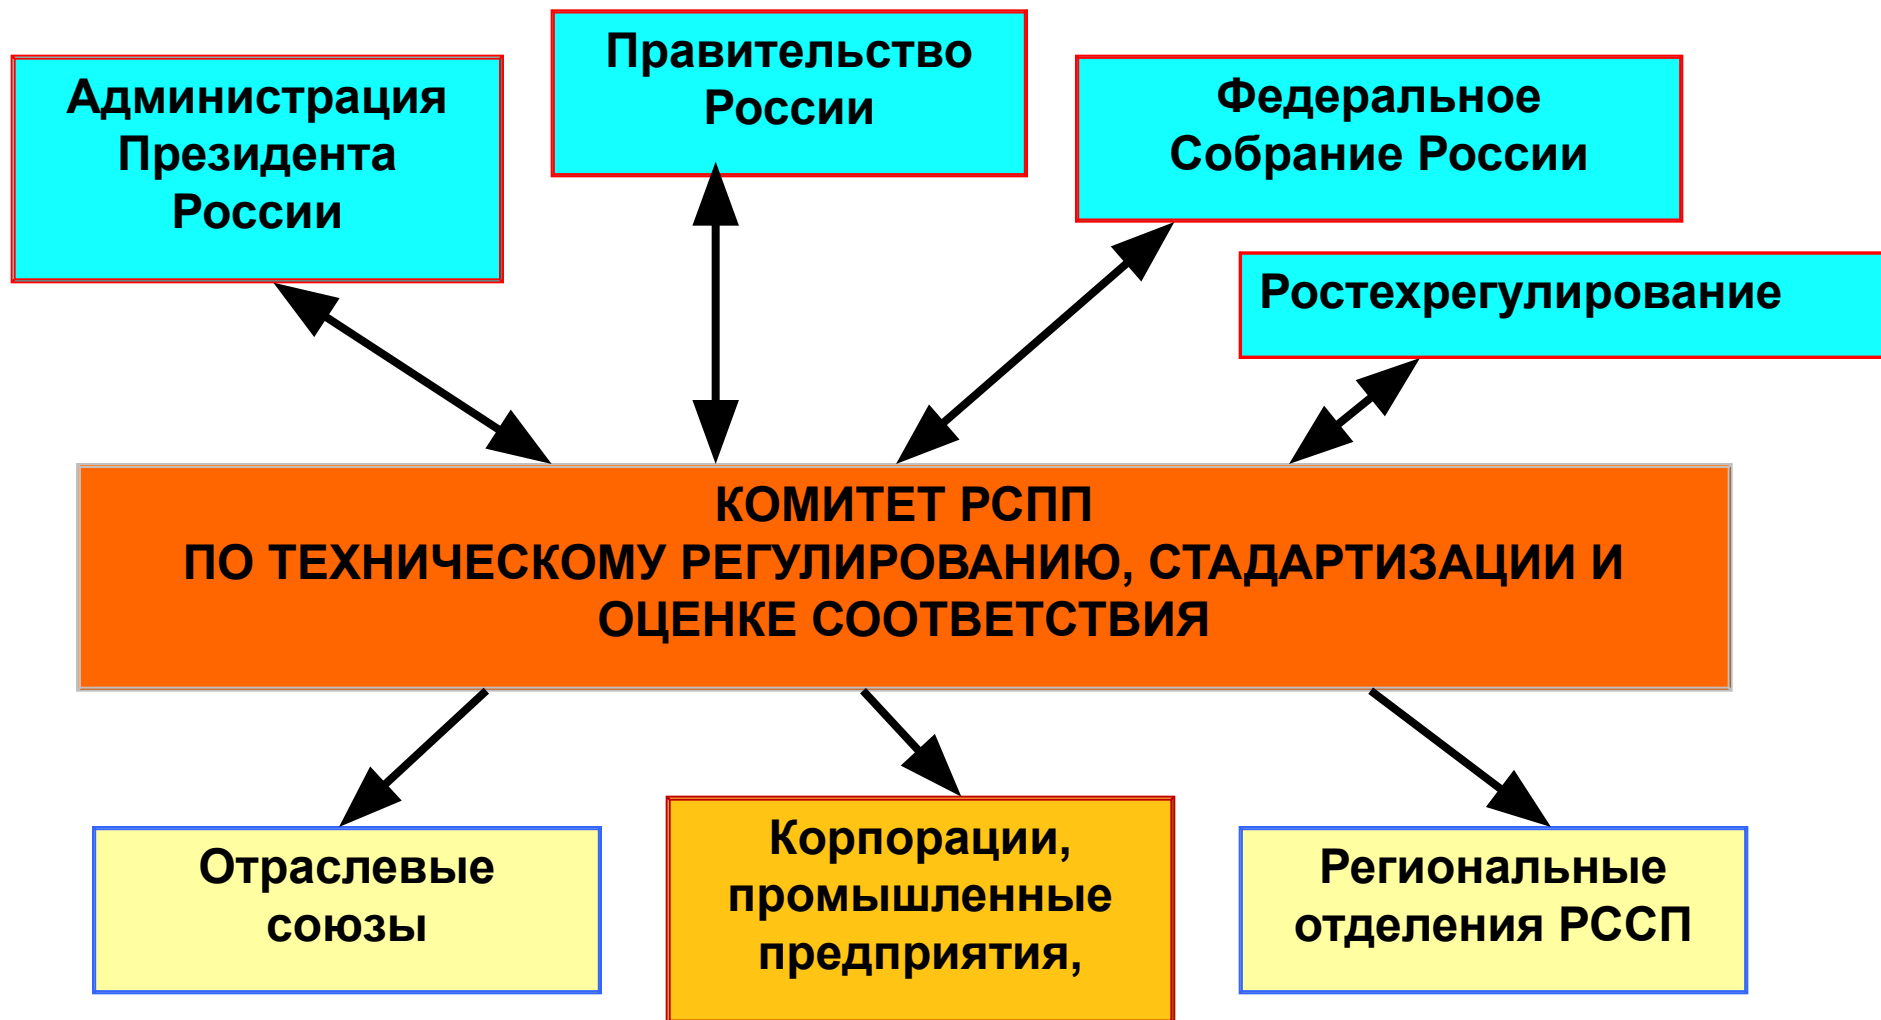 Администрация
Президента
России
Правительство
России
Федеральное
Собрание России
Ростехрегулирование
КОМИТЕТ РСПП
ПО ТЕХНИЧЕСКОМУ РЕГУЛИРОВАНИЮ, СТАДАРТИЗАЦИИ И
ОЦЕНКЕ СООТВЕТСТВИЯ
Отраслевые
союзы
Корпорации,
промышленные
предприятия,
Региональные
отделения РССП